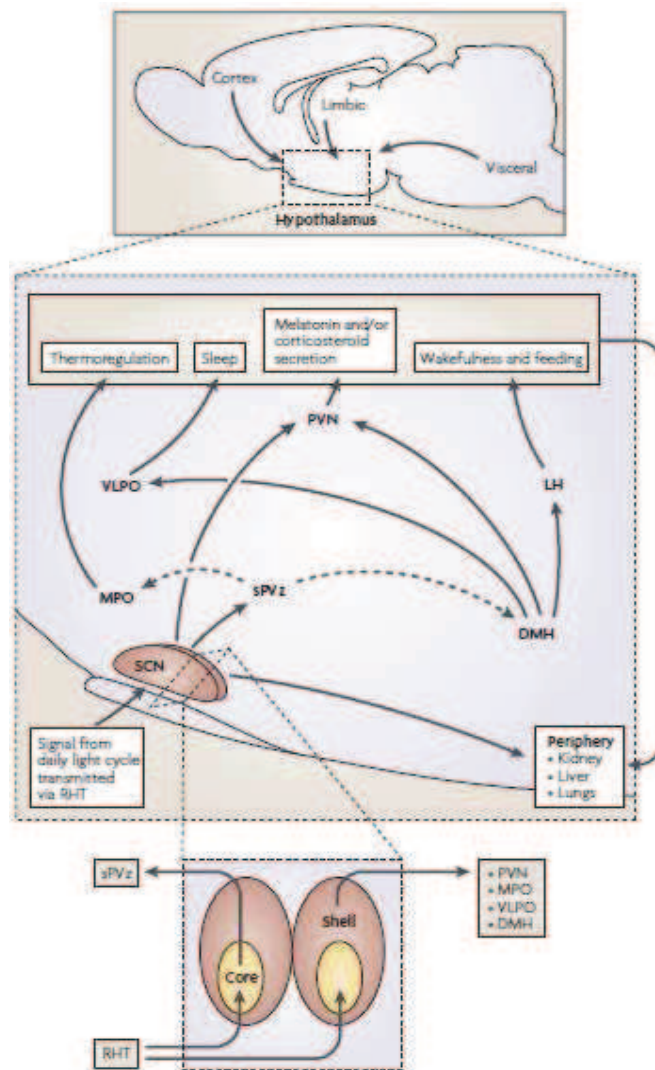 Cortex
Limbic
Visceral
Hypothalamus
Melatonin and/or
corticosteroid
secretion
Thermoregulation
Sleep
Wakefulness and feeding
PVN
VLPO
LH
MPO
sPVz
DMH
SCN
Signal from
daily light cycle
transmitted
via RHT
Periphery
• Kidney
• Liver
• Lungs
sPVz
• PVN
• MPO
• VLPO
• DMH
Shell
Core
RHT